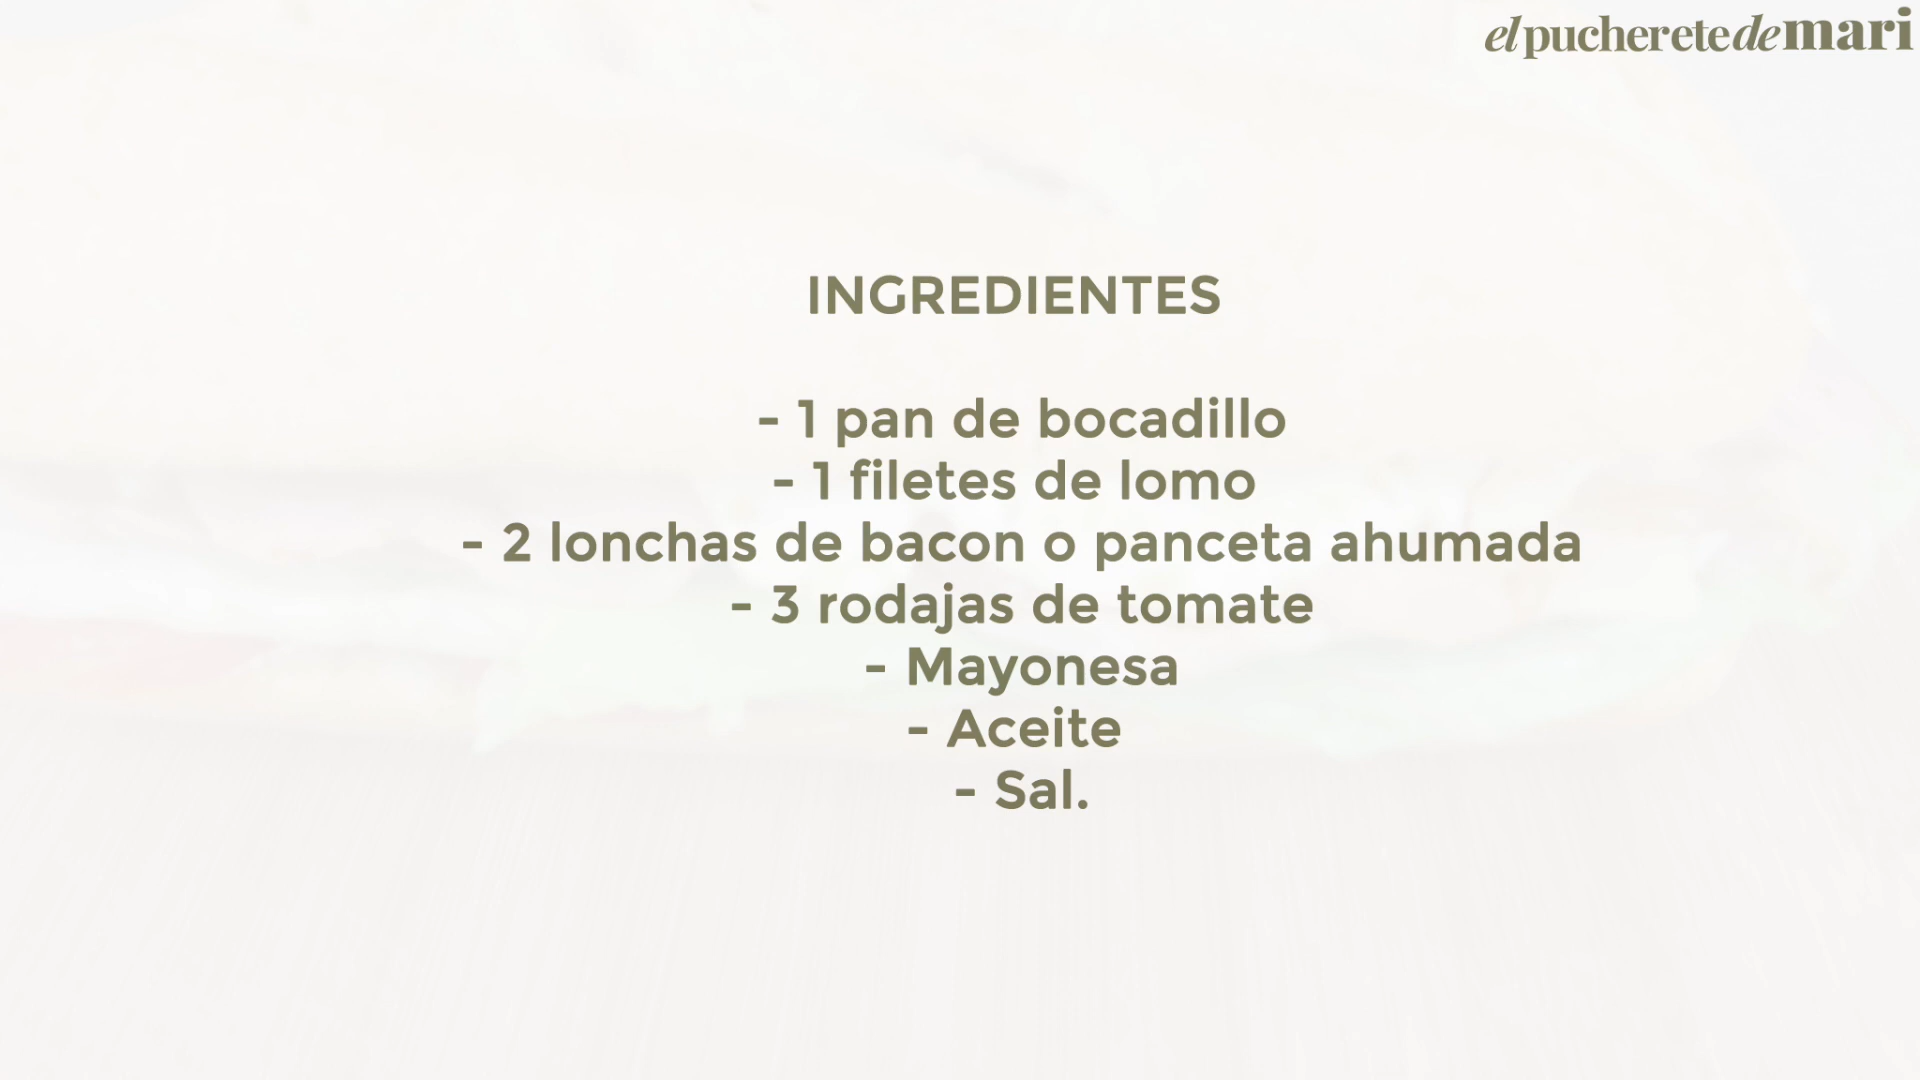 elpucheretedemari
INGREDIENTES
- 1 pan de bocadillo
- 1 filetes de lomo
- 2 lonchas de bacon o panceta ahumada
- 3 rodajas de tomate
- Mayonesa
- Aceite
- Sal.